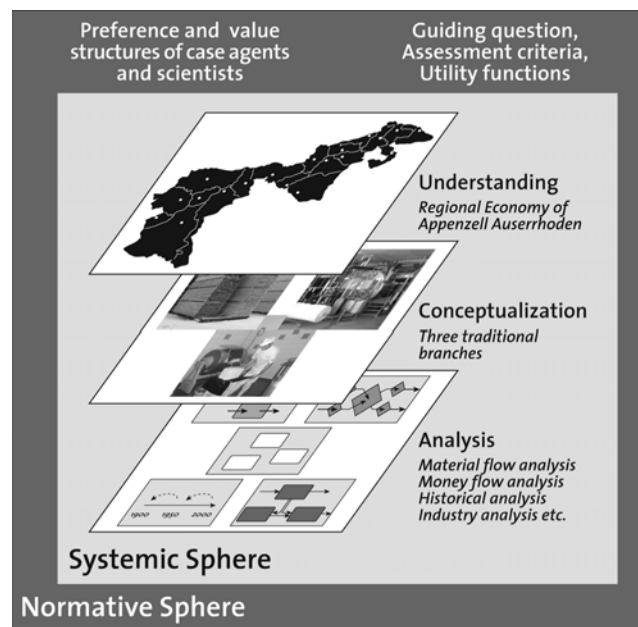 Preference and value
structures of case agents
and scientists
Guiding question,
Assessment criteria,
Utility functions
Understanding
Regional Economy of
Appenzell Auserrhoden
Conceptualization
Three traditional
branches
Analysis
Material flow analysis
Money flow analysis
Historical analysis
Industry analysis etc.
1900 1950 2000
Systemic Sphere
Normative Sphere